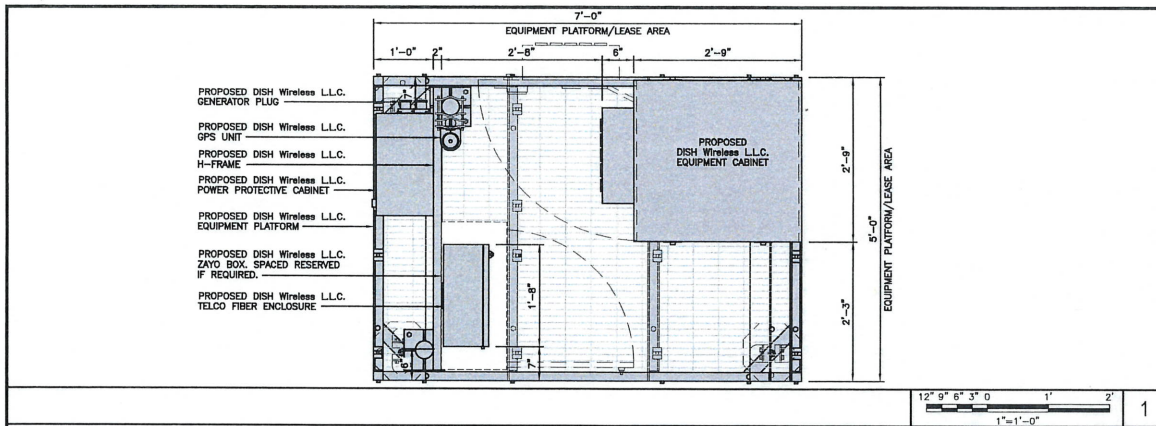 7'-0"
EQUIPMENT PLATFORM/LEASE AREA
1'-0"
2"
2'-8"
6"
2'-9"
PROPOSED DISH Wireless L.L.C.
GENERATOR PLUG
PROPOSED DISH Wireless L.L.C.
GPS UNIT
PROPOSED DISH Wireless L.L.C.
H-FRAME
PROPOSED DISH Wireless L.L.C.
POWER PROTECTIVE CABINET
PROPOSED DISH Wireless L.L.C.
EQUIPMENT PLATFORM
PROPOSED DISH Wireless L.L.C.
ZAYO BOX. SPACED RESERVED
IF REQUIRED.
PROPOSED DISH Wireless L.L.C.
TELCO FIBER ENCLOSURE
PROPOSED
DISH Wireless L.L.C.
EQUIPMENT CABINET
2'-9"
5'-0"
EQUIPMENT PLATFORM/LEASE AREA
2'-3"
1'-8"
7"
6"
12" 9" 6" 3" 0 1' 2'
1"=1'-0"
1